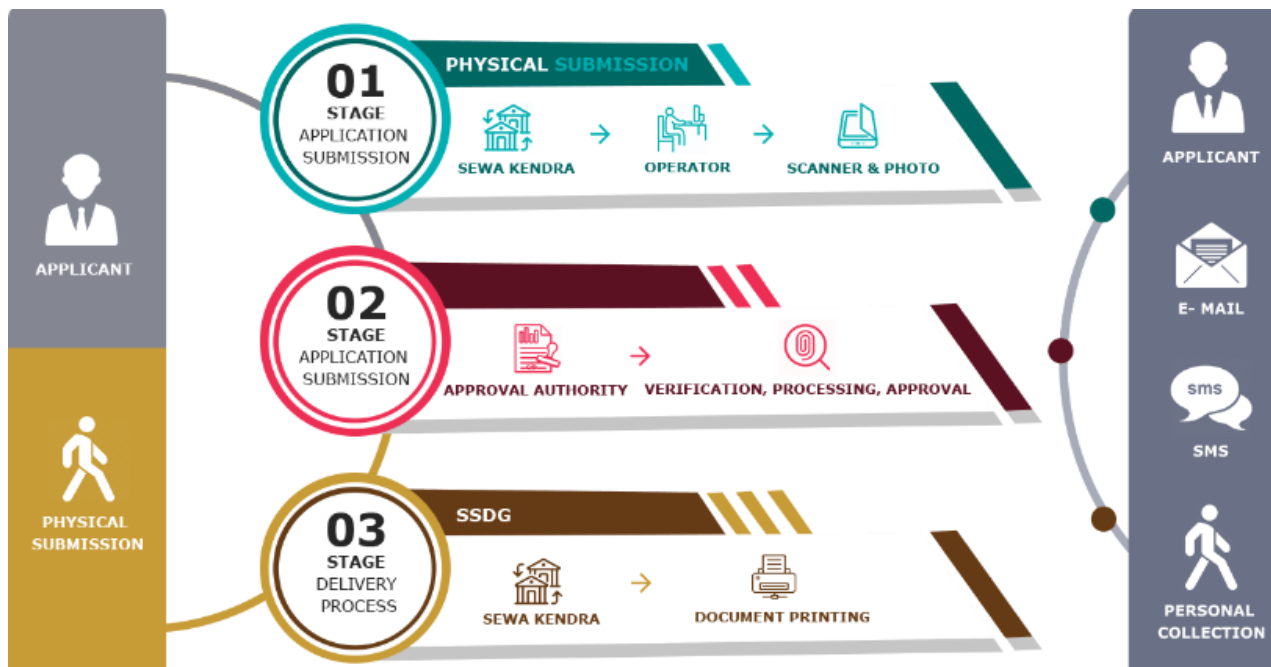 APPLICANT
PHYSICAL
SUBMISSION
01
STAGE
APPLICATION
SUBMISSION
PHYSICAL SUBMISSION
SEWA KENDRA
OPERATOR
SCANNER & PHOTO
02
STAGE
APPLICATION
SUBMISSION
APPROVAL AUTHORITY
VERIFICATION, PROCESSING, APPROVAL
03
STAGE
DELIVERY
PROCESS
SSDG
SEWA KENDRA
DOCUMENT PRINTING
APPLICANT
E- MAIL
sms
SMS
PERSONAL
COLLECTION